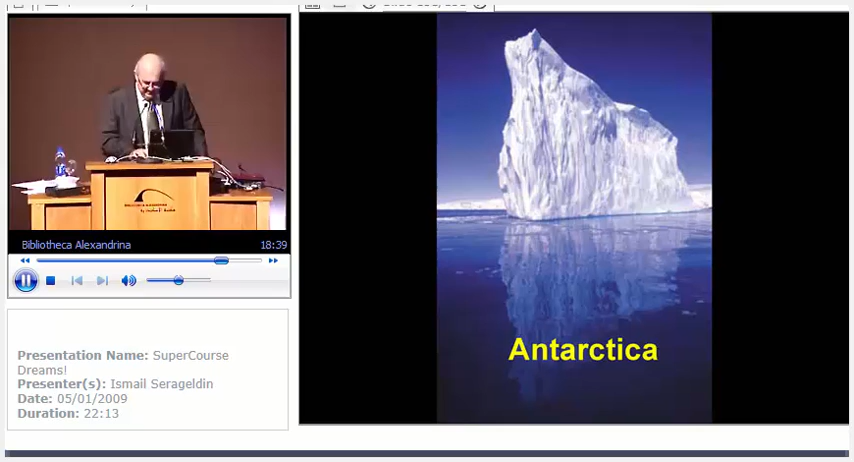 Bibliotheca Alexandrina 18:39
Presentation Name: SuperCourse
Dreams!
Presenter(s): Ismail Serageldin
Date: 05/01/2009
Duration: 22:13
Antarctica